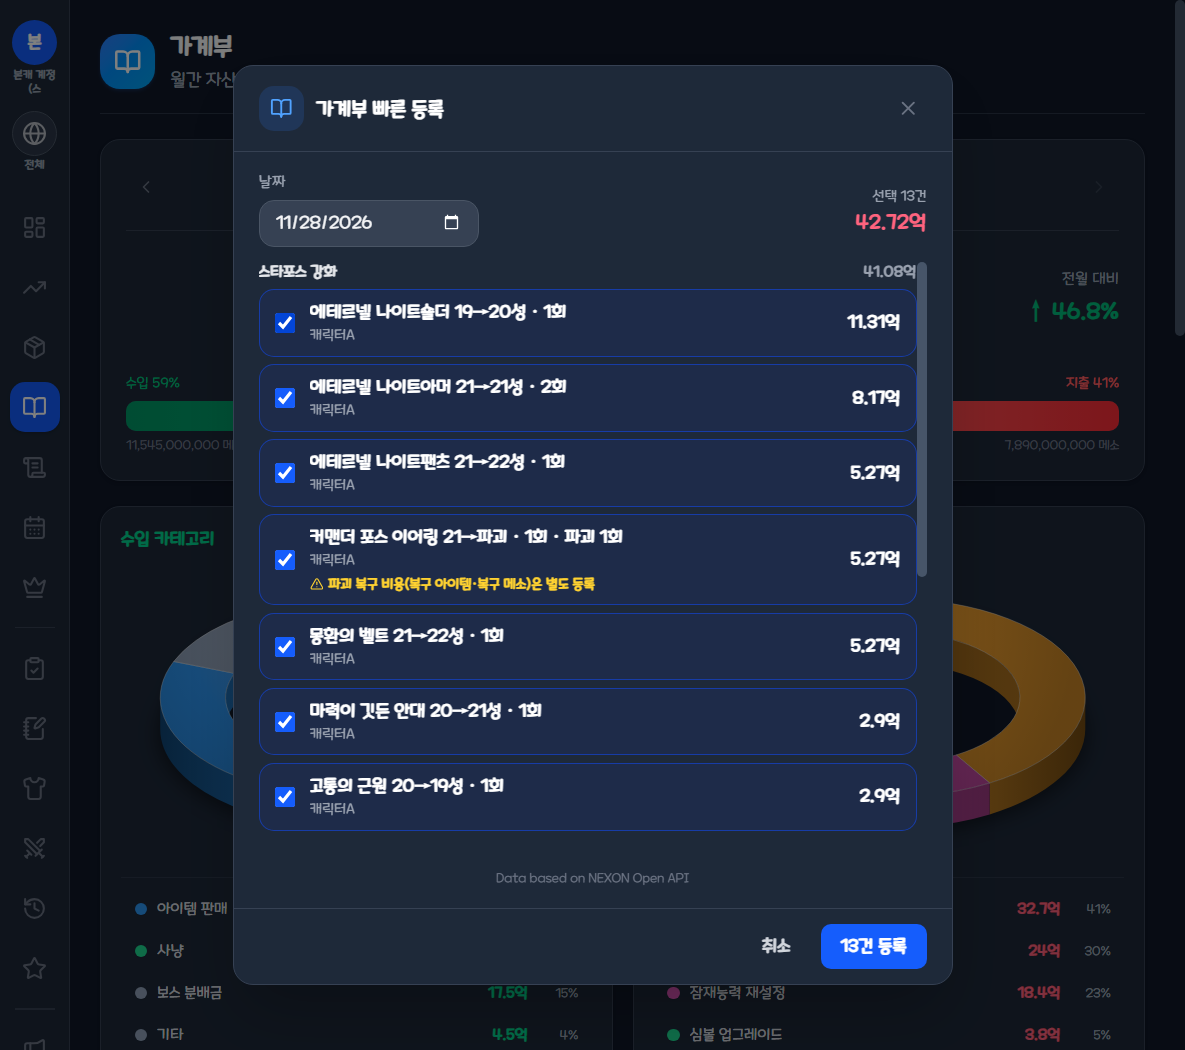 본
본캐 계정
(스
전체
가계부
월간 자산
가계부 빠른 등록
날짜
11/28/2026
선택 13건
42.72억
스타포스 강화
41.08억
에테르넬 나이트숄더 19→20성 · 1회
캐릭터A
11.31억
에테르넬 나이트아머 21→21성 · 2회
캐릭터A
8.17억
에테르넬 나이트팬츠 21→22성 · 1회
캐릭터A
5.27억
커맨더 포스 이어링 21→파괴 · 1회 · 파괴 1회
캐릭터A
⚠ 파괴 복구 비용(복구 아이템·복구 메소)은 별도 등록
5.27억
몽환의 벨트 21→22성 · 1회
캐릭터A
5.27억
마력이 깃든 안대 20→21성 · 1회
캐릭터A
2.9억
고통의 근원 20→19성 · 1회
캐릭터A
2.9억
Data based on NEXON Open API
취소
13건 등록
전월 대비
↑ 46.8%
수입 59%
지출 41%
11,545,000,000 메
7,890,000,000 메소
수입 카테고리
아이템 판매
사냥
보스 분배금
17.5억
15%
기타
4.5억
4%
32.7억
41%
24억
30%
잠재능력 재설정
18.4억
23%
심볼 업그레이드
3.8억
5%